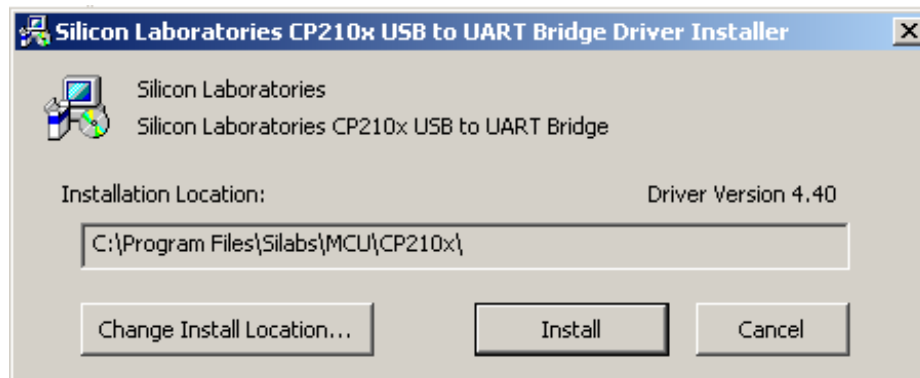 Silicon Laboratories CP210x USB to UART Bridge Driver Installer
Silicon Laboratories
Silicon Laboratories CP210x USB to UART Bridge
Installation Location:
Driver Version 4.40
C:\Program Files\Silabs\MCU\CP210x\
Change Install Location...
Install
Cancel